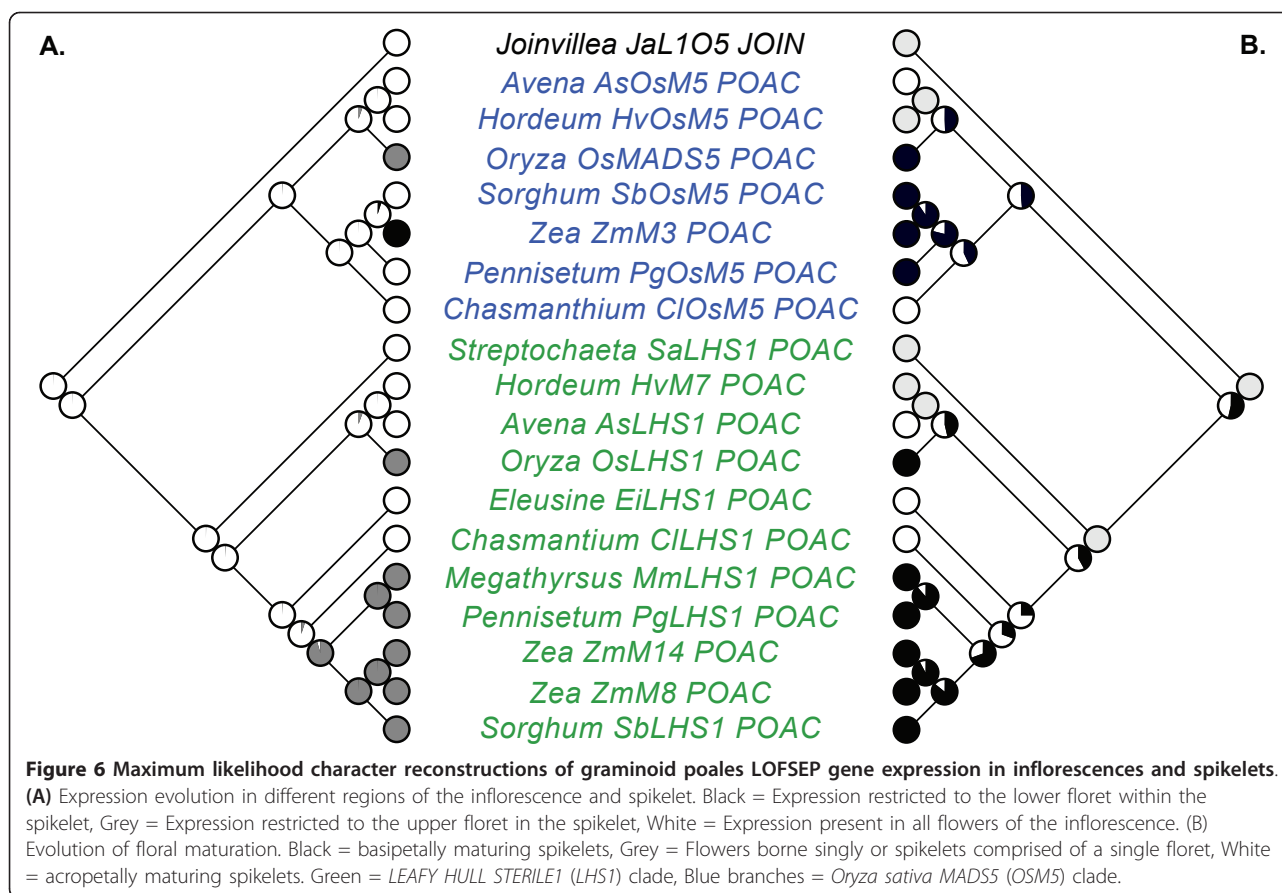 A.
B.
Joinvillea JaL1O5 JOIN
Avena AsOsM5 POAC
Hordeum HvOsM5 POAC
Oryza OsMADS5 POAC
Sorghum SbOsM5 POAC
Zea ZmM3 POAC
Pennisetum PgOsM5 POAC
Chasmanthium ClOsM5 POAC
Streptochaeta SaLHS1 POAC
Hordeum HvM7 POAC
Avena AsLHS1 POAC
Oryza OsLHS1 POAC
Eleusine EiLHS1 POAC
Chasmantium ClLHS1 POAC
Megathyrsus MmLHS1 POAC
Pennisetum PgLHS1 POAC
Zea ZmM14 POAC
Zea ZmM8 POAC
Sorghum SbLHS1 POAC
Figure 6 Maximum likelihood character reconstructions of graminoid poales LOFSEP gene expression in inflorescences and spikelets.
(A) Expression evolution in different regions of the inflorescence and spikelet. Black = Expression restricted to the lower floret within the
spikelet, Grey = Expression restricted to the upper floret in the spikelet, White = Expression present in all flowers of the inflorescence. (B)
Evolution of floral maturation. Black = basipetally maturing spikelets, Grey = Flowers borne singly or spikelets comprised of a single floret, White
= acropetally maturing spikelets. Green = LEAFY HULL STERILE1 (LHS1) clade, Blue branches = Oryza sativa MADS5 (OSM5) clade.